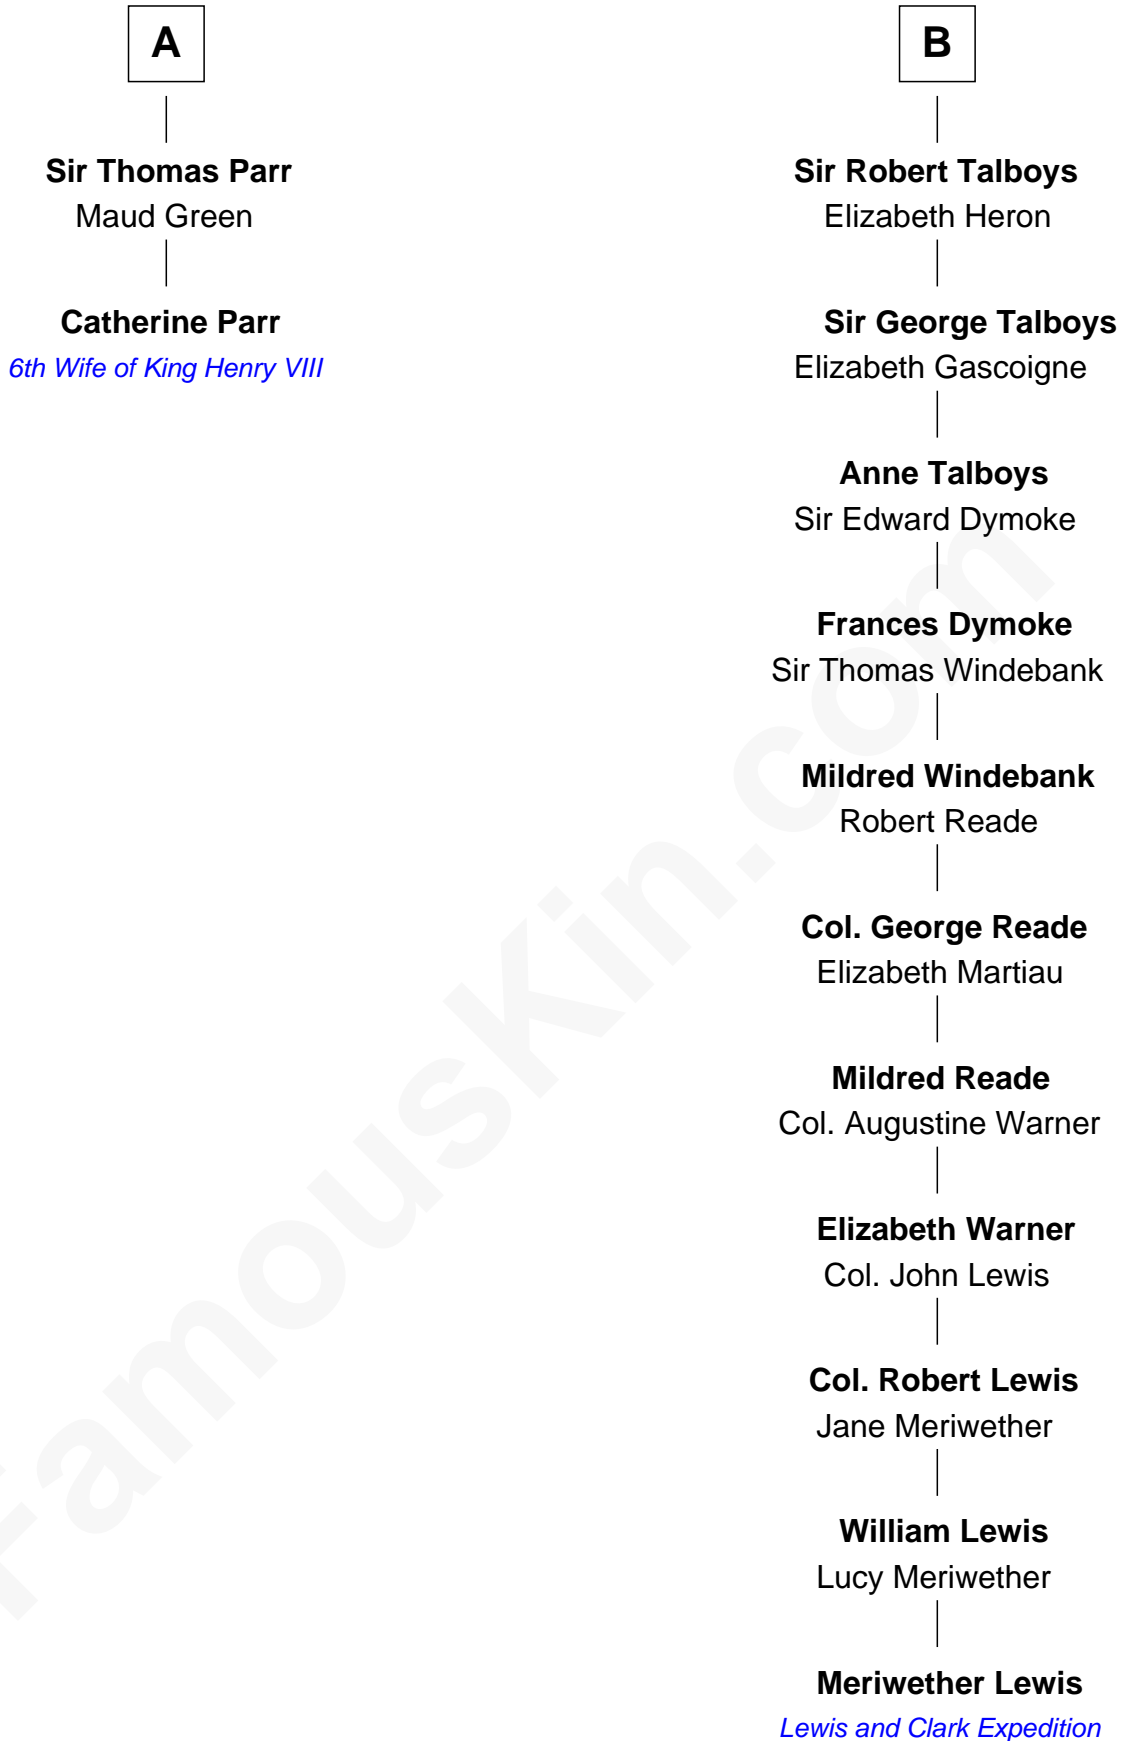 A
Sir Thomas Parr
Maud Green
Catherine Parr
6th Wife of King Henry VIII
B
Sir Robert Talboys
Elizabeth Heron
Sir George Talboys
Elizabeth Gascoigne
Anne Talboys
Sir Edward Dymoke
Frances Dymoke
Sir Thomas Windebank
Mildred Windebank
Robert Reade
Col. George Reade
Elizabeth Martiau
Mildred Reade
Col. Augustine Warner
Elizabeth Warner
Col. John Lewis
Col. Robert Lewis
Jane Meriwether
William Lewis
Lucy Meriwether
Meriwether Lewis
Lewis and Clark Expedition
FamousKin.com